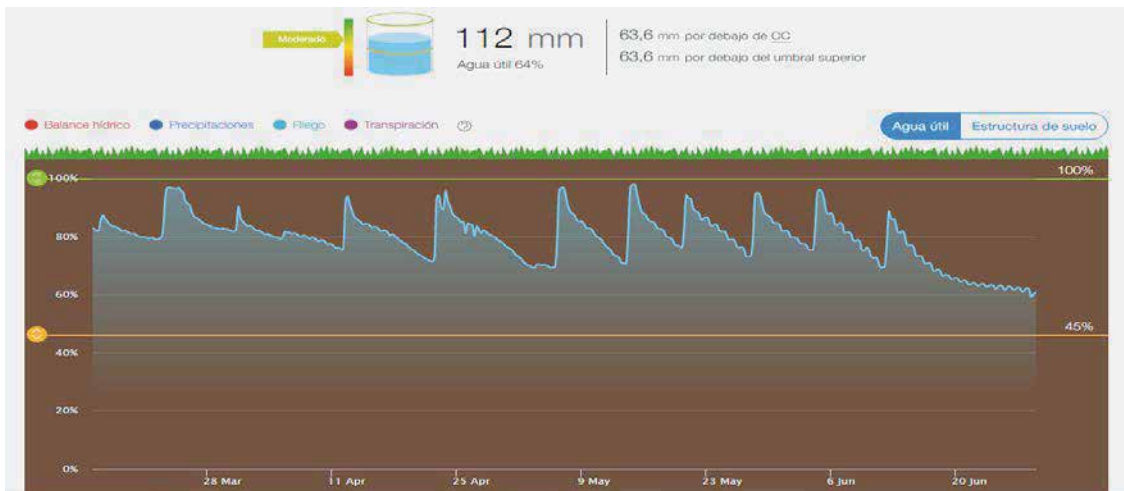 Moderado
112 mm
Agua útil 64%
63,6 mm por debajo de CC
63,6 mm por debajo del umbral superior
Balance hídrico Precipitaciones Riego Transpiración
Agua útil Estructura de suelo
100% 100%
80%
60%
45%
40%
20%
0%
28 Mar 11 Apr 25 Apr 9 May 23 May 6 Jun 20 Jun